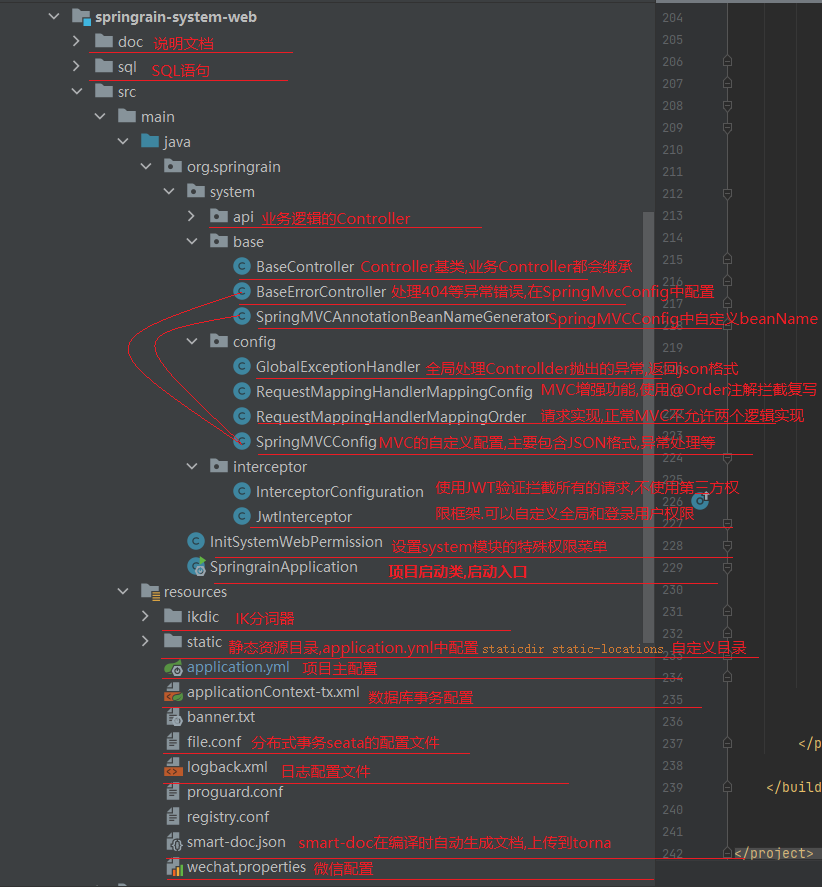 springrain-system-web
doc 说明文档
sql SQL语句
src
main
java
org.springrain
system
api 业务逻辑的Controller
base
BaseController Controller基类,业务Controller都会继承
BaseErrorController 处理404等异常错误,在SpringMvcConfig中配置
SpringMVCAnnotationBeanNameGenerator SpringMVCConfig中自定义beanName
config
GlobalExceptionHandler 全局处理Controllder抛出的异常,返回json格式
RequestMappingHandlerMappingConfig MVC增强功能,使用@Order注解拦截复写
RequestMappingHandlerMappingOrder 请求实现,正常MVC不允许两个逻辑实现
SpringMVCConfig MVC的自定义配置,主要包含JSON格式,异常处理等
interceptor
InterceptorConfiguration 使用JWT验证拦截所有的请求,不使用第三方权
JwtInterceptor 限框架.可以自定义全局和登录用户权限
InitSystemWebPermission 设置system模块的特殊权限菜单
SpringrainApplication 项目启动类,启动入口
resources
ikdic IK分词器
static 静态资源目录,application.yml中配置 staticdir static-locations 自定义目录
application.yml 项目主配置
applicationContext-tx.xml 数据库事务配置
banner.txt
file.conf 分布式事务seata的配置文件
logback.xml 日志配置文件
proguard.conf
registry.conf
smart-doc.json smart-doc在编译时自动生成文档,上传到torna
wechat.properties 微信配置
204
205
206
207
208
209
210
211
212
213
214
215
216
217
218
219
222
223
224
225
226
227
228
229
230
231
232
233
234
235
236
237 </p
238
239 </build
240
241
242 </project>